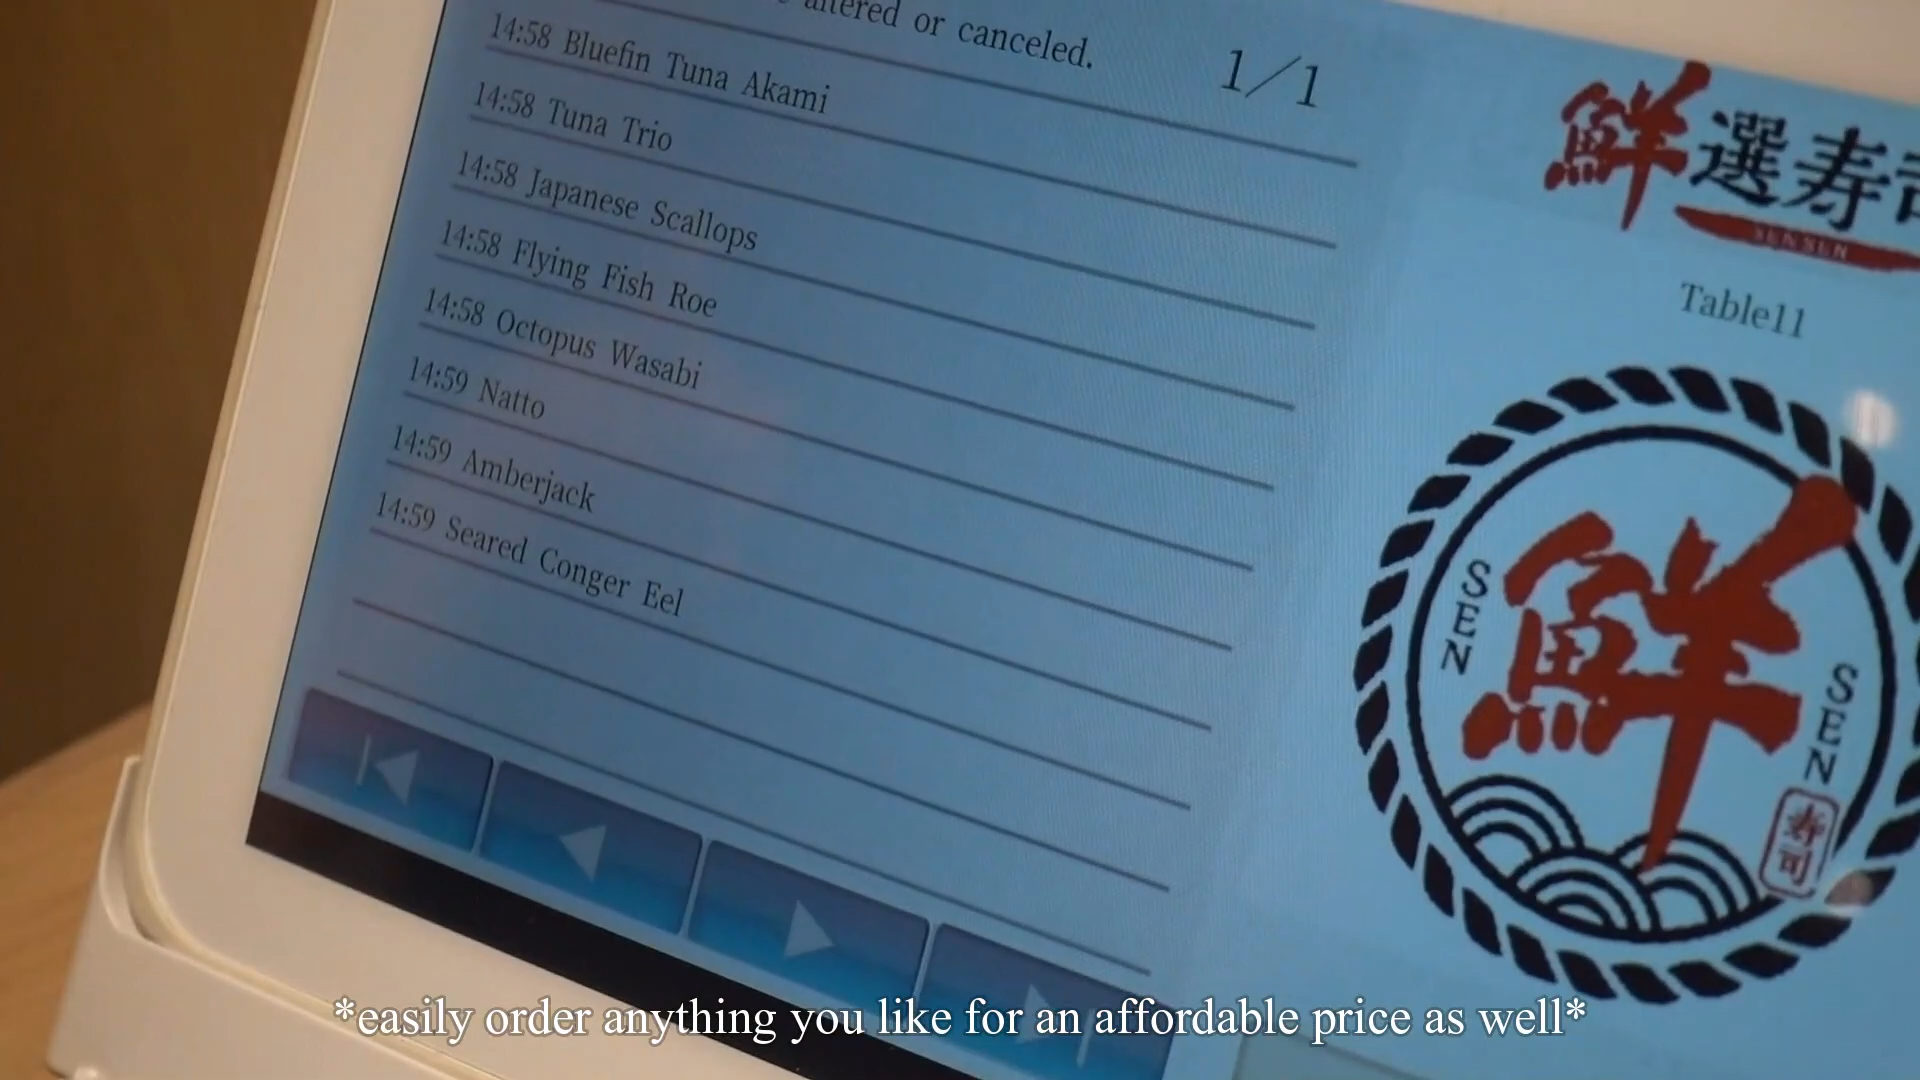 altered or canceled.
1/1
14:58 Bluefin Tuna Akami
14:58 Tuna Trio
14:58 Japanese Scallops
14:58 Flying Fish Roe
14:58 Octopus Wasabi
14:59 Natto
14:59 Amberjack
14:59 Seared Conger Eel
鮮選寿司
SEN SEN
Table11
SEN
鮮
SEN
寿司
*easily order anything you like for an affordable price as well*